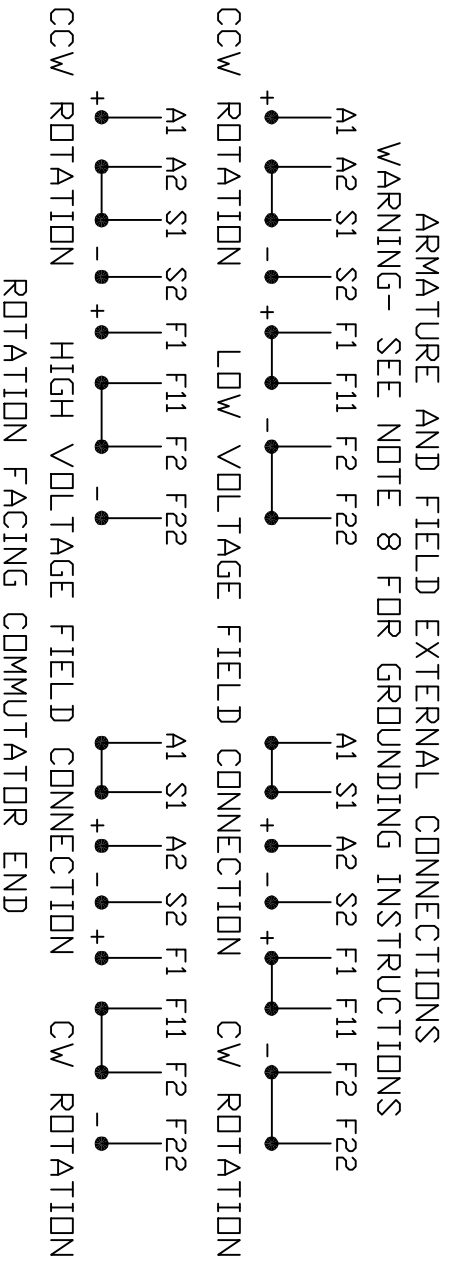 ARMATURE AND FIELD EXTERNAL CONNECTIONS
WARNING- SEE NOTE 8 FOR GROUNDING INSTRUCTIONS
A1 A2 S1 S2 F1 F11 F2 F22 A1 S1 A2 S2 F1 F11 F2 F22
+ - + - + - + -
CCW ROTATION LOW VOLTAGE FIELD CONNECTION CW ROTATION
A1 A2 S1 S2 F1 F11 F2 F22 A1 S1 A2 S2 F1 F11 F2 F22
+ - + - + - + -
CCW ROTATION HIGH VOLTAGE FIELD CONNECTION CW ROTATION
ROTATION FACING COMMUTATOR END